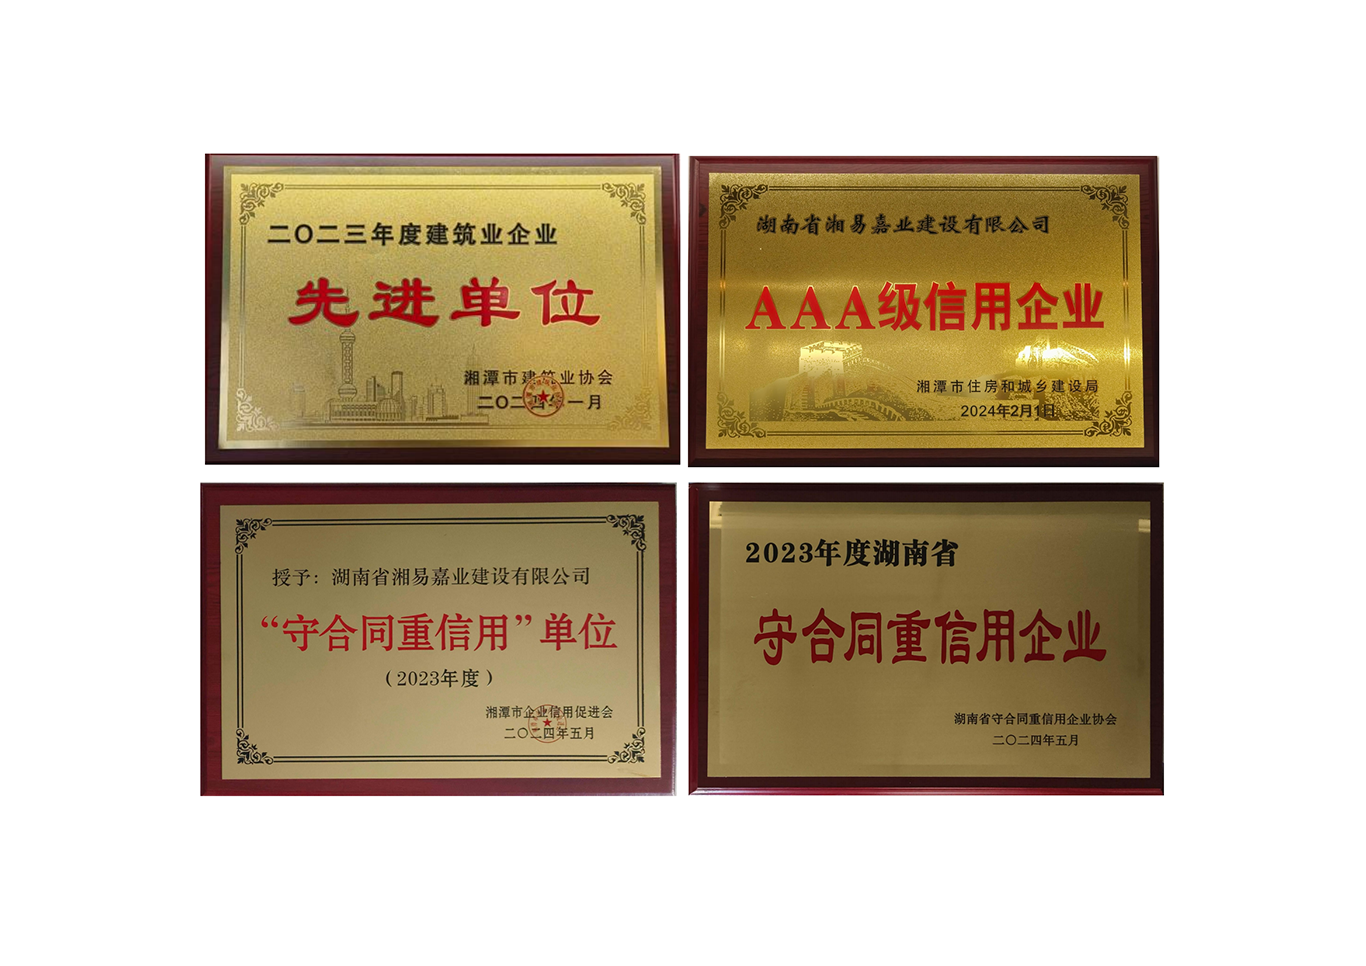 二〇二三年度建筑业企业
先进单位
湘潭市建筑业协会
二〇二四年一月
湖南省湘易嘉业建设有限公司
AAA级信用企业
湘潭市住房和城乡建设局
2024年2月1日
授予：湖南省湘易嘉业建设有限公司
“守合同重信用”单位
（2023年度）
湘潭市企业信用促进会
二〇二四年五月
2023年度湖南省
守合同重信用企业
湖南省守合同重信用企业协会
二〇二四年五月